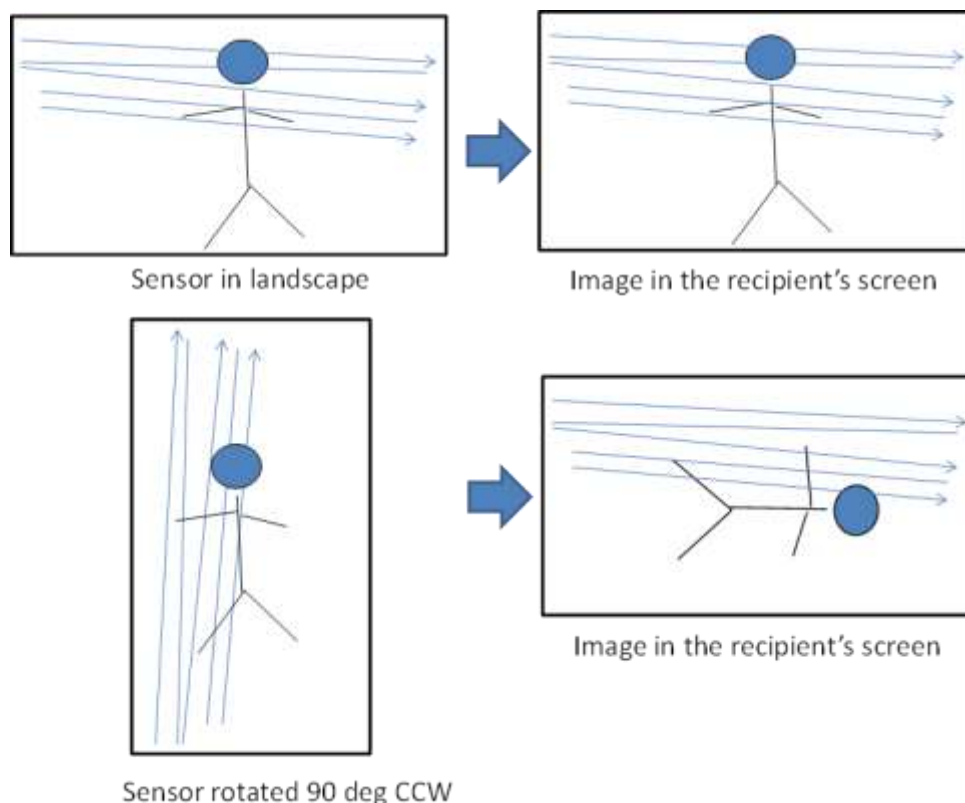 Sensor in landscape
Image in the recipient's screen
Image in the recipient's screen
Sensor rotated 90 deg CCW